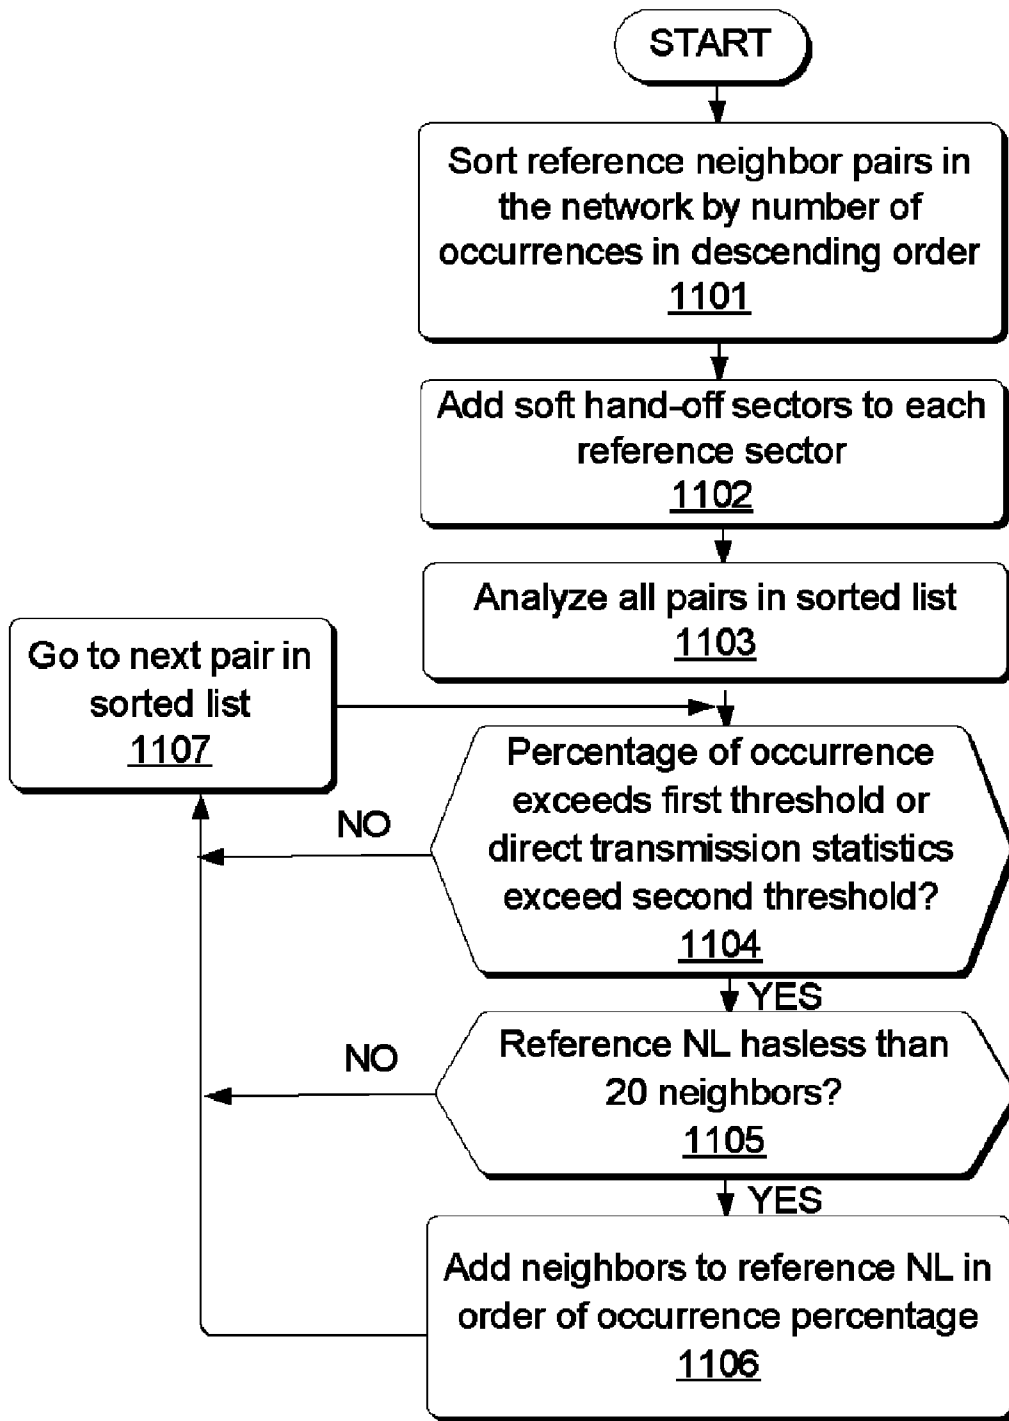 START
Sort reference neighbor pairs in
the network by number of
occurrences in descending order
1101
Add soft hand-off sectors to each
reference sector
1102
Analyze all pairs in sorted list
1103
Go to next pair in
sorted list
1107
Percentage of occurrence
exceeds first threshold or
direct transmission statistics
exceed second threshold?
1104
NO
YES
Reference NL hasless than
20 neighbors?
1105
NO
YES
Add neighbors to reference NL in
order of occurrence percentage
1106